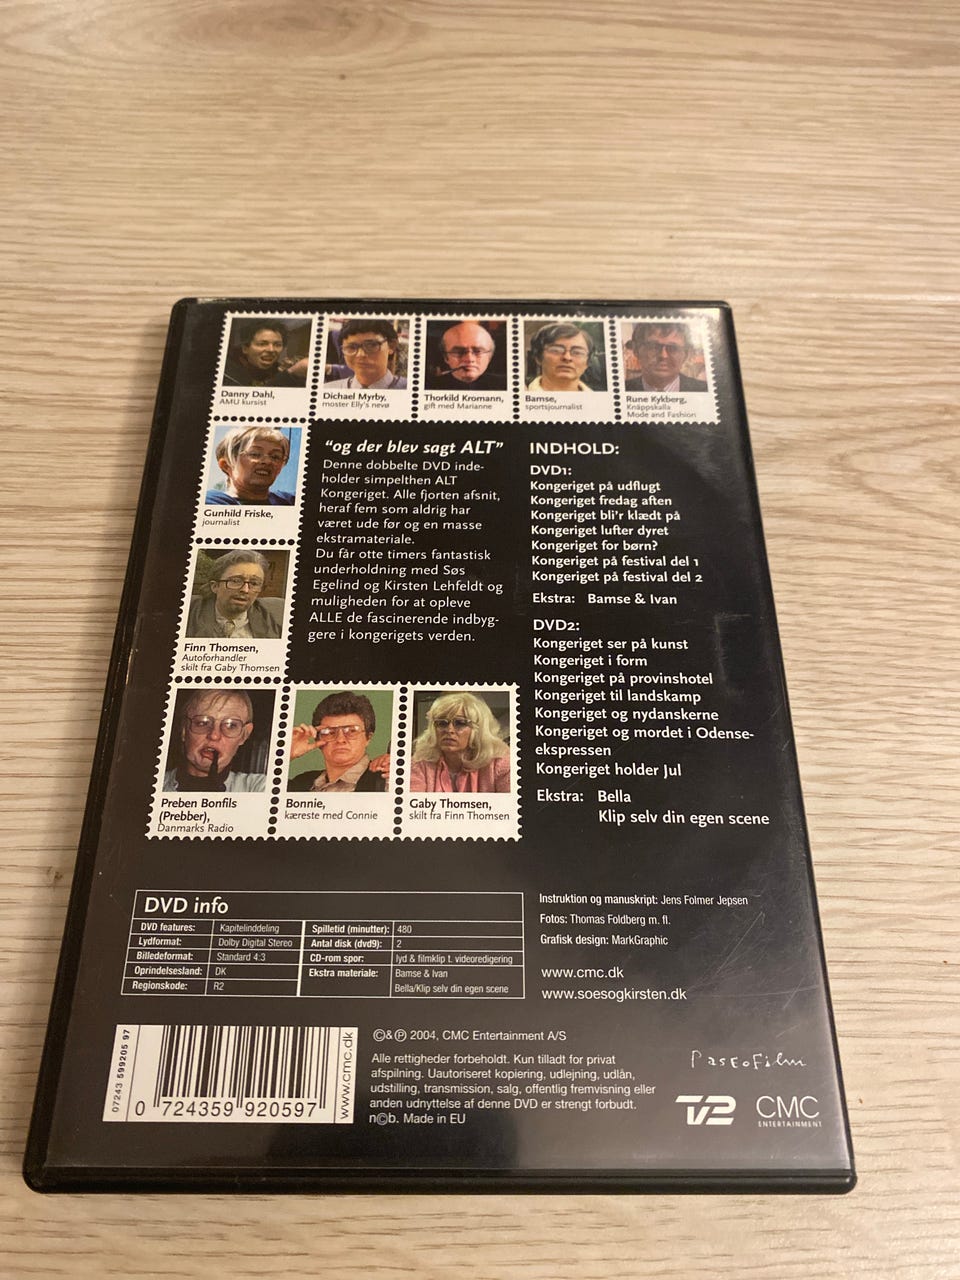 Danny Dahl,
AMU kursist
Dichael Myrby,
moster Elly's nevø
Thorkild Kromann,
gift med Marianne
Bamse,
sportsjournalist
Rune Kykberg,
Knäppskalla
Mode and Fashion
Gunhild Friske,
journalist
Finn Thomsen,
Autoforhandler
skilt fra Gaby Thomsen
Preben Bonfils
(Prebber),
Danmarks Radio
Bonnie,
kæreste med Connie
Gaby Thomsen,
skilt fra Finn Thomsen
"og der blev sagt ALT"
Denne dobbelte DVD inde-
holder simpelthen ALT
Kongeriget. Alle fjorten afsnit,
heraf fem som aldrig har
været ude før og en masse
ekstramateriale.
Du får otte timers fantastisk
underholdning med Søs
Egelind og Kirsten Lehfeldt og
muligheden for at opleve
ALLE de fascinerende indbyg-
gere i kongerigets verden.
INDHOLD:
DVD1:
Kongeriget på udflugt
Kongeriget fredag aften
Kongeriget bli'r klædt på
Kongeriget lufter dyret
Kongeriget for børn?
Kongeriget på festival del 1
Kongeriget på festival del 2
Ekstra: Bamse & Ivan
DVD2:
Kongeriget ser på kunst
Kongeriget i form
Kongeriget på provinshotel
Kongeriget til landskamp
Kongeriget og nydanskerne
Kongeriget og mordet i Odense-
ekspressen
Kongeriget holder Jul
Ekstra: Bella
Klip selv din egen scene
DVD info
DVD features: Kapitelinddeling
Lydformat: Dolby Digital Stereo
Billedeformat: Standard 4:3
Oprindelsesland: DK
Regionskode: R2
Spilletid (minutter): 480
Antal disk (dvd9): 2
CD-rom spor: lyd & filmklip t. videoredigering
Ekstra materiale: Bamse & Ivan
Bella/Klip selv din egen scene
Instruktion og manuskript: Jens Folmer Jepsen
Fotos: Thomas Foldberg m. fl.
Grafisk design: MarkGraphic
www.cmc.dk
www.soesogkirsten.dk
07243 599205 97
0 724359 920597
www.cmc.dk
©&℗ 2004, CMC Entertainment A/S
Alle rettigheder forbeholdt. Kun tilladt for privat
afspilning. Uautoriseret kopiering, udlejning, udlån,
udstilling, transmission, salg, offentlig fremvisning eller
anden udnyttelse af denne DVD er strengt forbudt.
n©b. Made in EU
PasEoFilm
TV2
CMC
ENTERTAINMENT